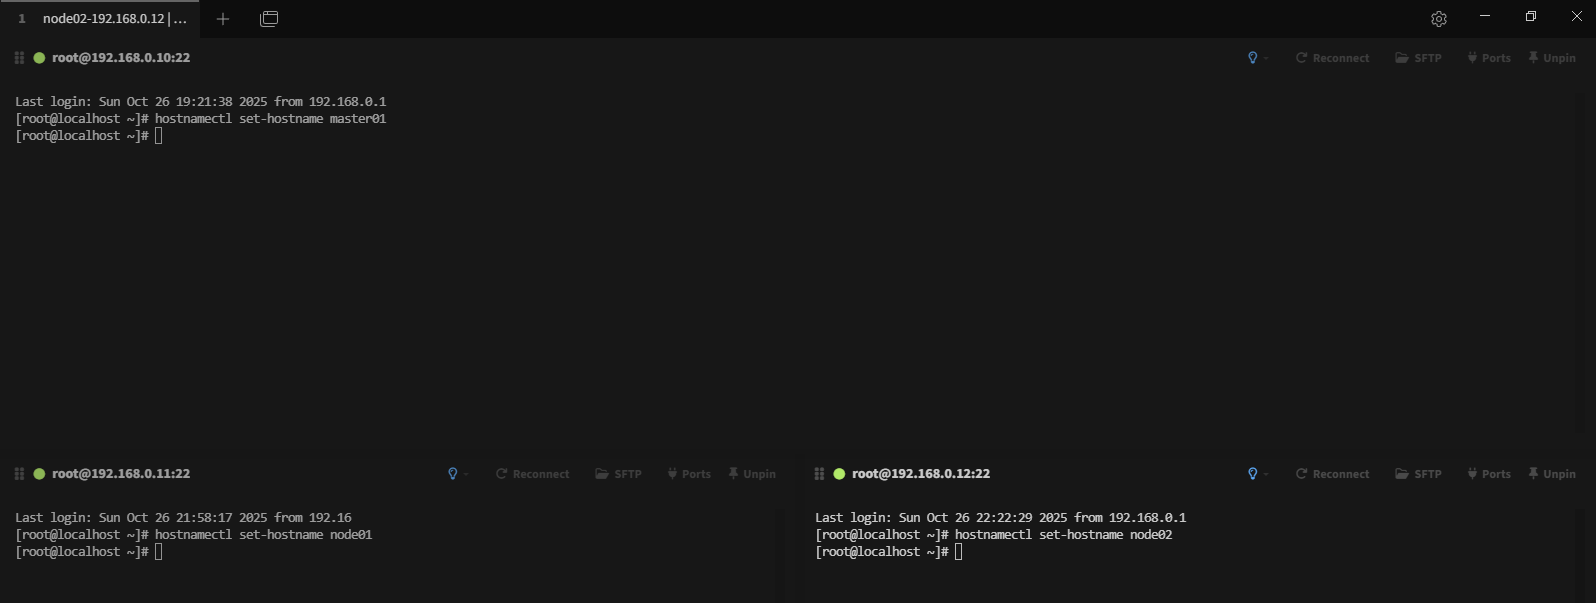 1 node02-192.168.0.12 | ...
root@192.168.0.10:22
Reconnect SFTP Ports Unpin
Last login: Sun Oct 26 19:21:38 2025 from 192.168.0.1
[root@localhost ~]# hostnamectl set-hostname master01
[root@localhost ~]#
root@192.168.0.11:22
Reconnect SFTP Ports Unpin
Last login: Sun Oct 26 21:58:17 2025 from 192.16
[root@localhost ~]# hostnamectl set-hostname node01
[root@localhost ~]#
root@192.168.0.12:22
Reconnect SFTP Ports Unpin
Last login: Sun Oct 26 22:22:29 2025 from 192.168.0.1
[root@localhost ~]# hostnamectl set-hostname node02
[root@localhost ~]#